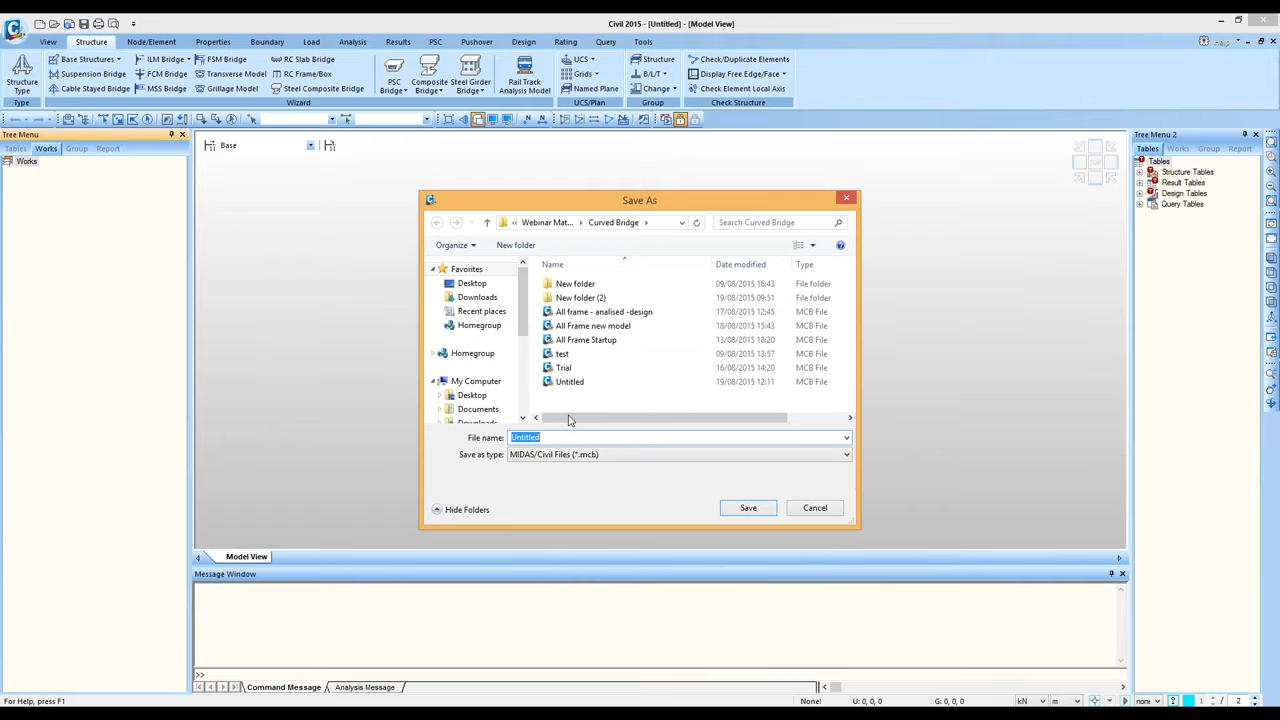 Civil 2015 - [Untitled] - [Model View]
View Structure Node/Element Properties Boundary Load Analysis Results PSC Pushover Design Rating Query Tools Help
Structure Type
Type
Base Structures ILM Bridge FSM Bridge RC Slab Bridge
Suspension Bridge FCM Bridge Transverse Model RC Frame/Box
Cable Stayed Bridge MSS Bridge Grillage Model Steel Composite Bridge
Wizard
PSC Bridge
Composite Bridge
Steel Girder Bridge
Rail Track Analysis Model
UCS
Grids
Named Plane
UCS/Plan
Structure
B/L/T
Change
Group
Check/Duplicate Elements
Display Free Edge/Face
Check Element Local Axis
Check Structure
Tree Menu
Tables Works Group Report
Works
Base
TOP
Tree Menu 2
Tables Works Group Report
Tables
Structure Tables
Result Tables
Design Tables
Query Tables
Save As
Webinar Mat... Curved Bridge
Search Curved Bridge
Organize New folder
Name Date modified Type
Favorites
Desktop
Downloads
Recent places
Homegroup
Homegroup
My Computer
Desktop
Documents
Downloads
New folder 09/08/2015 16:43 File folder
New folder (2) 19/08/2015 09:51 File folder
All frame - analised -design 17/08/2015 12:45 MCB File
All Frame new model 18/08/2015 15:43 MCB File
All Frame Startup 13/08/2015 18:20 MCB File
test 09/08/2015 13:57 MCB File
Trial 16/08/2015 14:20 MCB File
Untitled 19/08/2015 12:11 MCB File
File name: Untitled
Save as type: MIDAS/Civil Files (*.mcb)
Hide Folders
Save
Cancel
Model View
Message Window
>>
Command Message Analysis Message
For Help, press F1
None! U: 0, 0, 0 G: 0, 0, 0 kN m none 1 / 2